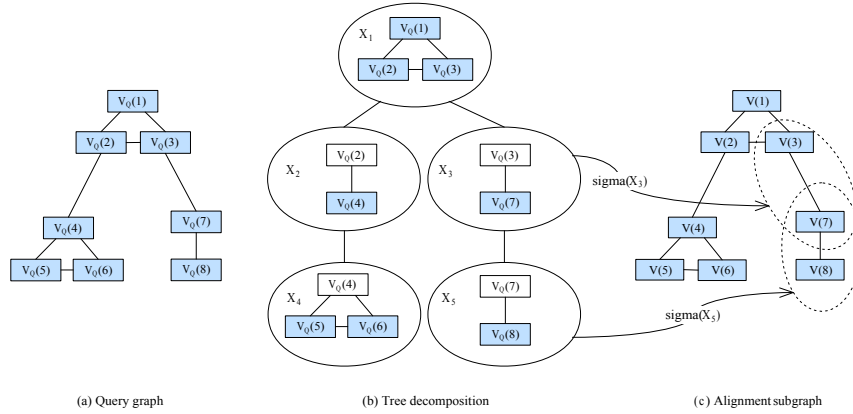 V_Q(1)
V_Q(2) V_Q(3)
V_Q(4) V_Q(7)
V_Q(5) V_Q(6) V_Q(8)
(a) Query graph
X_1
V_Q(1)
V_Q(2) V_Q(3)
X_2
V_Q(2)
V_Q(4)
X_3
V_Q(3)
V_Q(7)
X_4
V_Q(4)
V_Q(5) V_Q(6)
X_5
V_Q(7)
V_Q(8)
(b) Tree decomposition
sigma(X_3)
sigma(X_5)
V(1)
V(2) V(3)
V(4) V(7)
V(5) V(6) V(8)
(c) Alignment subgraph